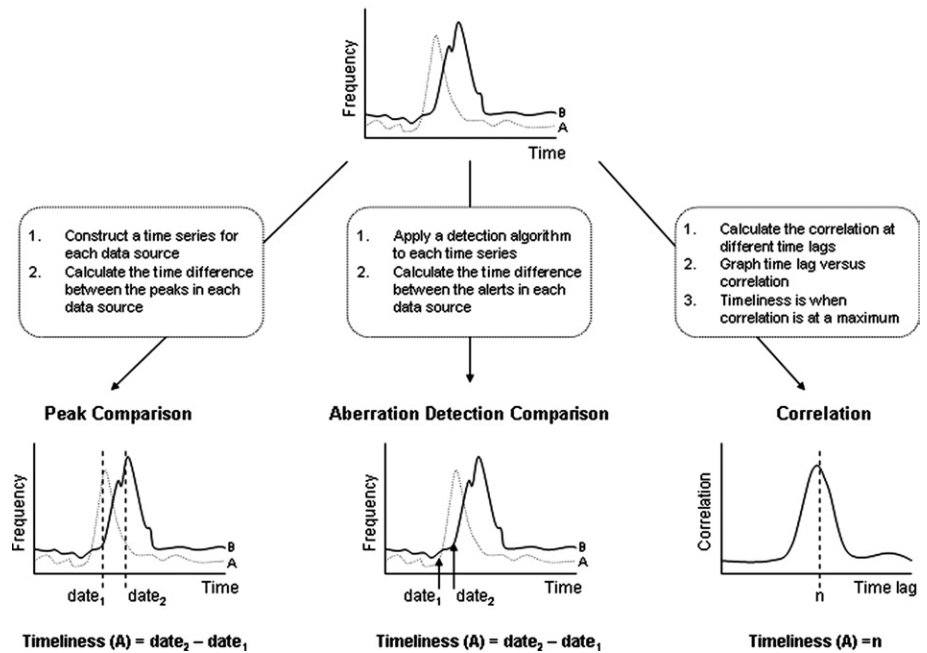 Frequency
B
A
Time
1. Construct a time series for
each data source
2. Calculate the time difference
between the peaks in each
data source
1. Apply a detection algorithm
to each time series
2. Calculate the time difference
between the alerts in each
data source
1. Calculate the correlation at
different time lags
2. Graph time lag versus
correlation
3. Timeliness is when
correlation is at a maximum
Peak Comparison
Aberration Detection Comparison
Correlation
Frequency
B
A
Time
date₁ date₂
Frequency
B
A
Time
date₁ date₂
Correlation
Time lag
n
Timeliness (A) = date₂ – date₁
Timeliness (A) = date₂ – date₁
Timeliness (A) =n